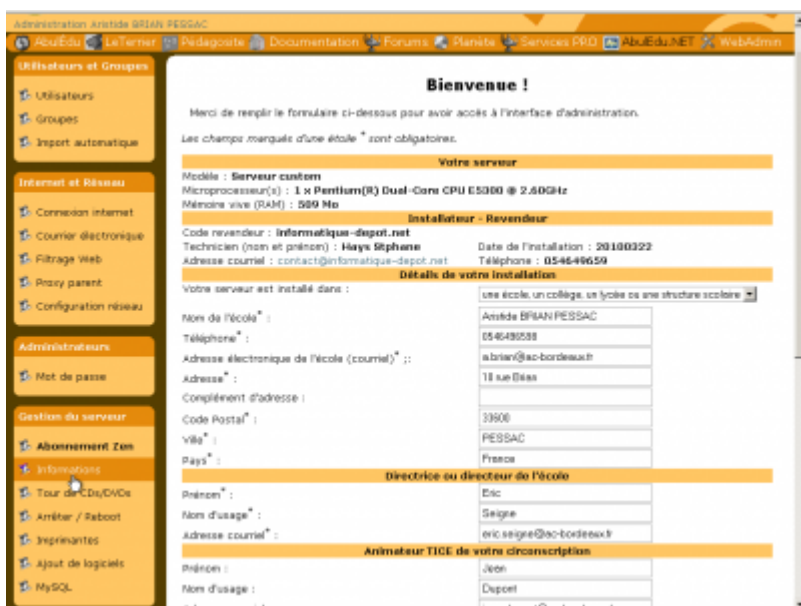 Administration Aristide BRIAN PESSAC
AbulÉdu LeTerrier Pédagosite Documentation Forums Planète Services PRO AbulEdu.NET WebAdmin
Utilisateurs et Groupes
Utilisateurs
Groupes
Import automatique
Internet et Réseau
Connexion internet
Courrier électronique
Filtrage Web
Proxy parent
Configuration réseau
Administrateurs
Mot de passe
Gestion du serveur
Abonnement Zen
Informations
Tour de CDs/DVDs
Arrêter / Reboot
Imprimantes
Ajout de logiciels
MySQL
Bienvenue !
Merci de remplir le formulaire ci-dessous pour avoir accès à l'interface d'administration.
Les champs marqués d'une étoile * sont obligatoires.
Votre serveur
Modèle : Serveur custom
Microprocesseur(s) : 1 x Pentium(R) Dual-Core CPU E5300 @ 2.60GHz
Mémoire vive (RAM) : 509 Mo
Installateur - Revendeur
Code revendeur : informatique-depot.net
Technicien (nom et prénom) : Hays Stphane Date de l'installation : 20100322
Adresse courriel : contact@informatique-depot.net Téléphone : 054649659
Détails de votre installation
Votre serveur est installé dans : une école, un collège, un lycée ou une structure scolaire
Nom de l'école* : Aristide BRIAN PESSAC
Téléphone* :
Adresse électronique de l'école (courriel)* ;: a.brian@ac-bordeaux.fr
Adresse* : 18 rue Brian
Complément d'adresse :
Code Postal* : 33600
Ville* : PESSAC
Pays* : France
Directrice ou directeur de l'école
Prénom* : Eric
Nom d'usage* : Seigne
Adresse courriel* : eric.seigne@ac-bordeaux.fr
Animateur TICE de votre circonscription
Prénom : Jean
Nom d'usage : Dupont